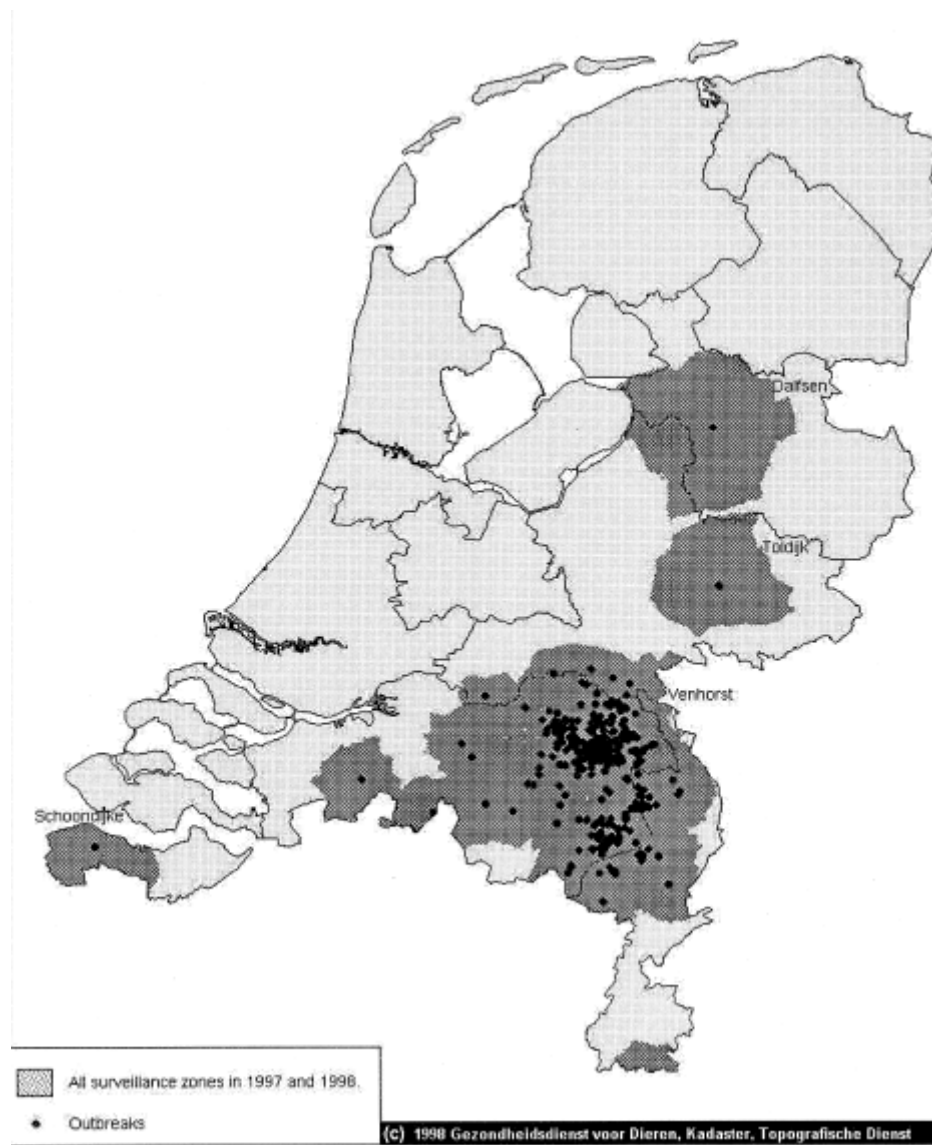 Dalfsen
Toldijk
Venhorst
Schoondijke
All surveillance zones in 1997 and 1998.
Outbreaks
(c) 1998 Gezondheidsdienst voor Dieren, Kadaster, Topografische Dienst